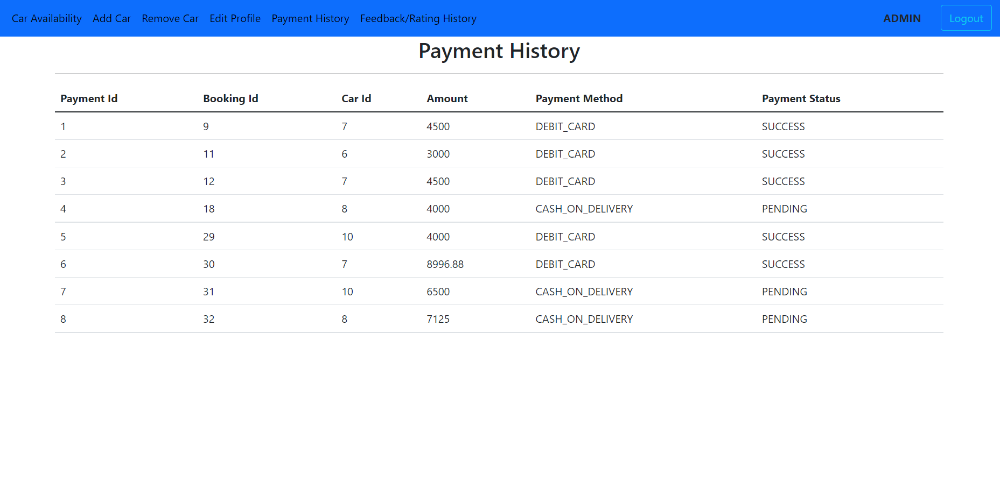 Car Availability Add Car Remove Car Edit Profile Payment History Feedback/Rating History ADMIN Logout
Payment History
Payment Id Booking Id Car Id Amount Payment Method Payment Status
1 9 7 4500 DEBIT_CARD SUCCESS
2 11 6 3000 DEBIT_CARD SUCCESS
3 12 7 4500 DEBIT_CARD SUCCESS
4 18 8 4000 CASH_ON_DELIVERY PENDING
5 29 10 4000 DEBIT_CARD SUCCESS
6 30 7 8996.88 DEBIT_CARD SUCCESS
7 31 10 6500 CASH_ON_DELIVERY PENDING
8 32 8 7125 CASH_ON_DELIVERY PENDING